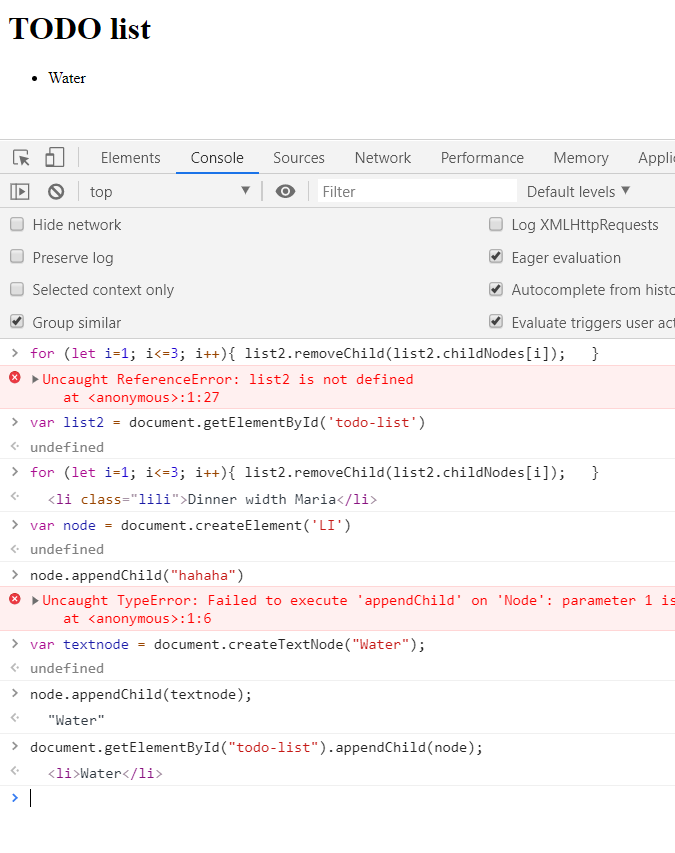 TODO list
• Water
Elements Console Sources Network Performance Memory Appli
top Filter Default levels
Hide network Log XMLHttpRequests
Preserve log Eager evaluation
Selected context only Autocomplete from histo
Group similar Evaluate triggers user act
> for (let i=1; i<=3; i++){ list2.removeChild(list2.childNodes[i]);   }
Uncaught ReferenceError: list2 is not defined
at <anonymous>:1:27
> var list2 = document.getElementById('todo-list')
undefined
> for (let i=1; i<=3; i++){ list2.removeChild(list2.childNodes[i]);   }
<li class="lili">Dinner width Maria</li>
> var node = document.createElement('LI')
undefined
> node.appendChild("hahaha")
Uncaught TypeError: Failed to execute 'appendChild' on 'Node': parameter 1 is
at <anonymous>:1:6
> var textnode = document.createTextNode("Water");
undefined
> node.appendChild(textnode);
"Water"
> document.getElementById("todo-list").appendChild(node);
<li>Water</li>
>